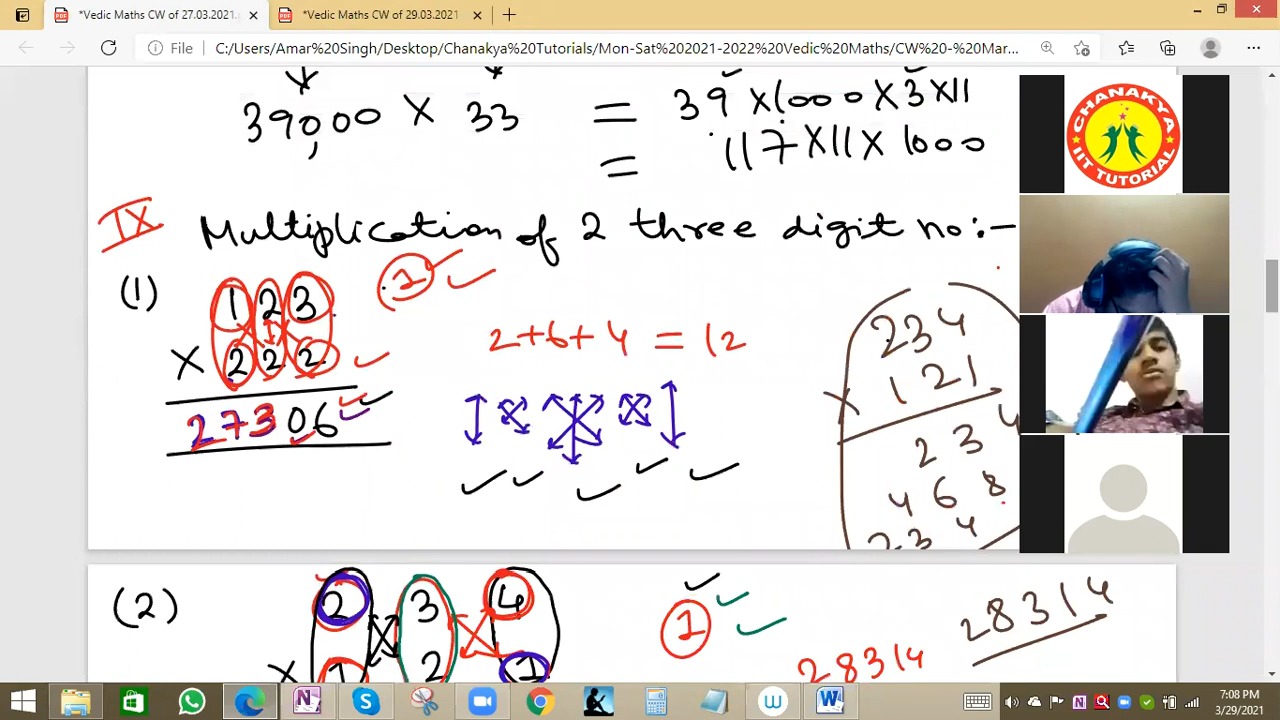 *Vedic Maths CW of 27.03.2021.
*Vedic Maths CW of 29.03.2021
File
C:/Users/Amar%20Singh/Desktop/Chanakya%20Tutorials/Mon-Sat%202021-2022%20Vedic%20Maths/CW%20-%20Mar...
39,000 × 33 = 39 ×1000 ×3×11
= 117×11× 1000
CHANAKYA
IIT TUTORIAL
IX Multiplication of 2 three digit no:-
(1) 123
× 222
27306
1
2+6+4 = 12
234
× 121
234
468
234
28314
(2) 2 3 4
× 1 2 1
1
28314
7:08 PM
3/29/2021